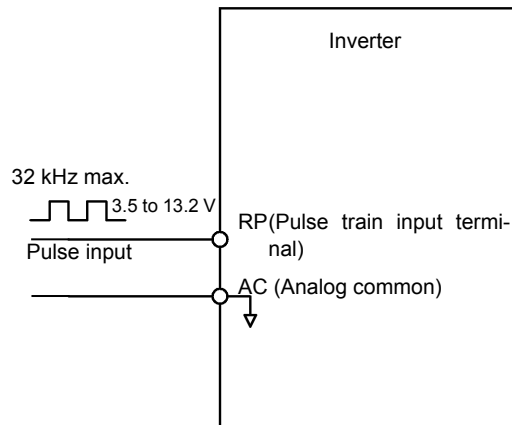 Inverter
32 kHz max.
3.5 to 13.2 V
Pulse input
RP(Pulse train input termi-
nal)
AC (Analog common)